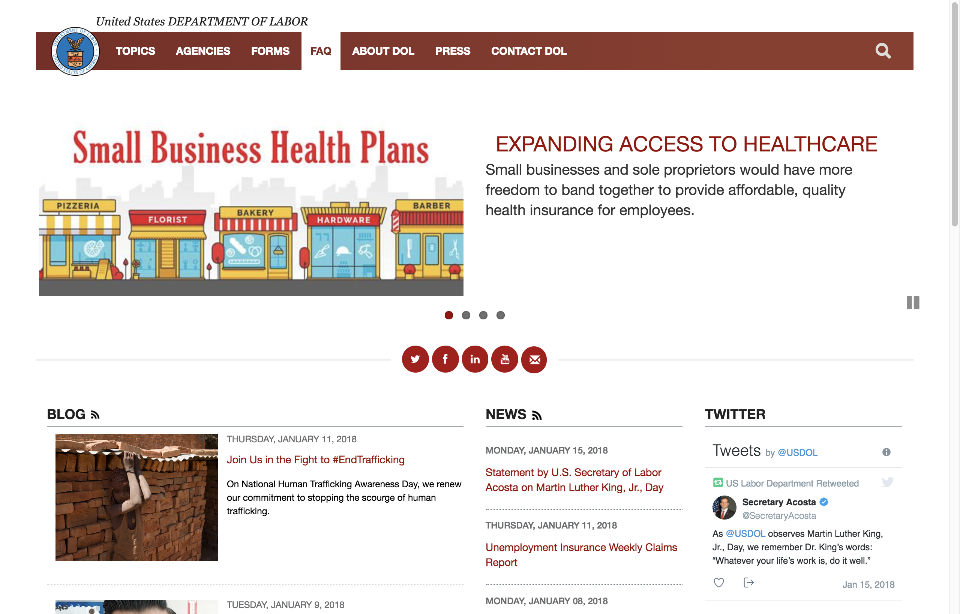 United States DEPARTMENT OF LABOR
TOPICS AGENCIES FORMS FAQ ABOUT DOL PRESS CONTACT DOL
Small Business Health Plans
PIZZERIA
FLORIST
BAKERY
HARDWARE
BARBER
EXPANDING ACCESS TO HEALTHCARE
Small businesses and sole proprietors would have more
freedom to band together to provide affordable, quality
health insurance for employees.
BLOG
THURSDAY, JANUARY 11, 2018
Join Us in the Fight to #EndTrafficking
On National Human Trafficking Awareness Day, we renew
our commitment to stopping the scourge of human
trafficking.
TUESDAY, JANUARY 9, 2018
NEWS
MONDAY, JANUARY 15, 2018
Statement by U.S. Secretary of Labor
Acosta on Martin Luther King, Jr., Day
THURSDAY, JANUARY 11, 2018
Unemployment Insurance Weekly Claims
Report
MONDAY, JANUARY 08, 2018
TWITTER
Tweets by @USDOL
US Labor Department Retweeted
Secretary Acosta
@SecretaryAcosta
As @USDOL observes Martin Luther King,
Jr., Day, we remember Dr. King's words:
"Whatever your life's work is, do it well."
Jan 15, 2018